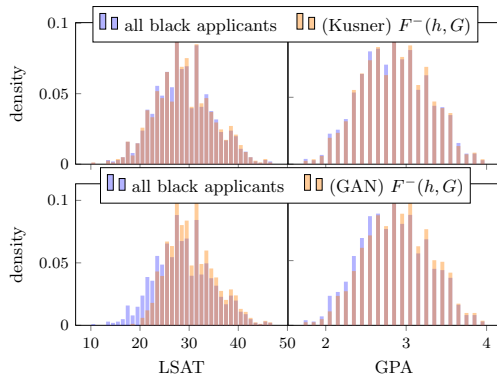 0.1
all black applicants (Kusner) F⁻(h, G)
0.05
density
0
0.1
all black applicants (GAN) F⁻(h, G)
0.05
density
0
10 20 30 40 50 2 3 4
LSAT GPA